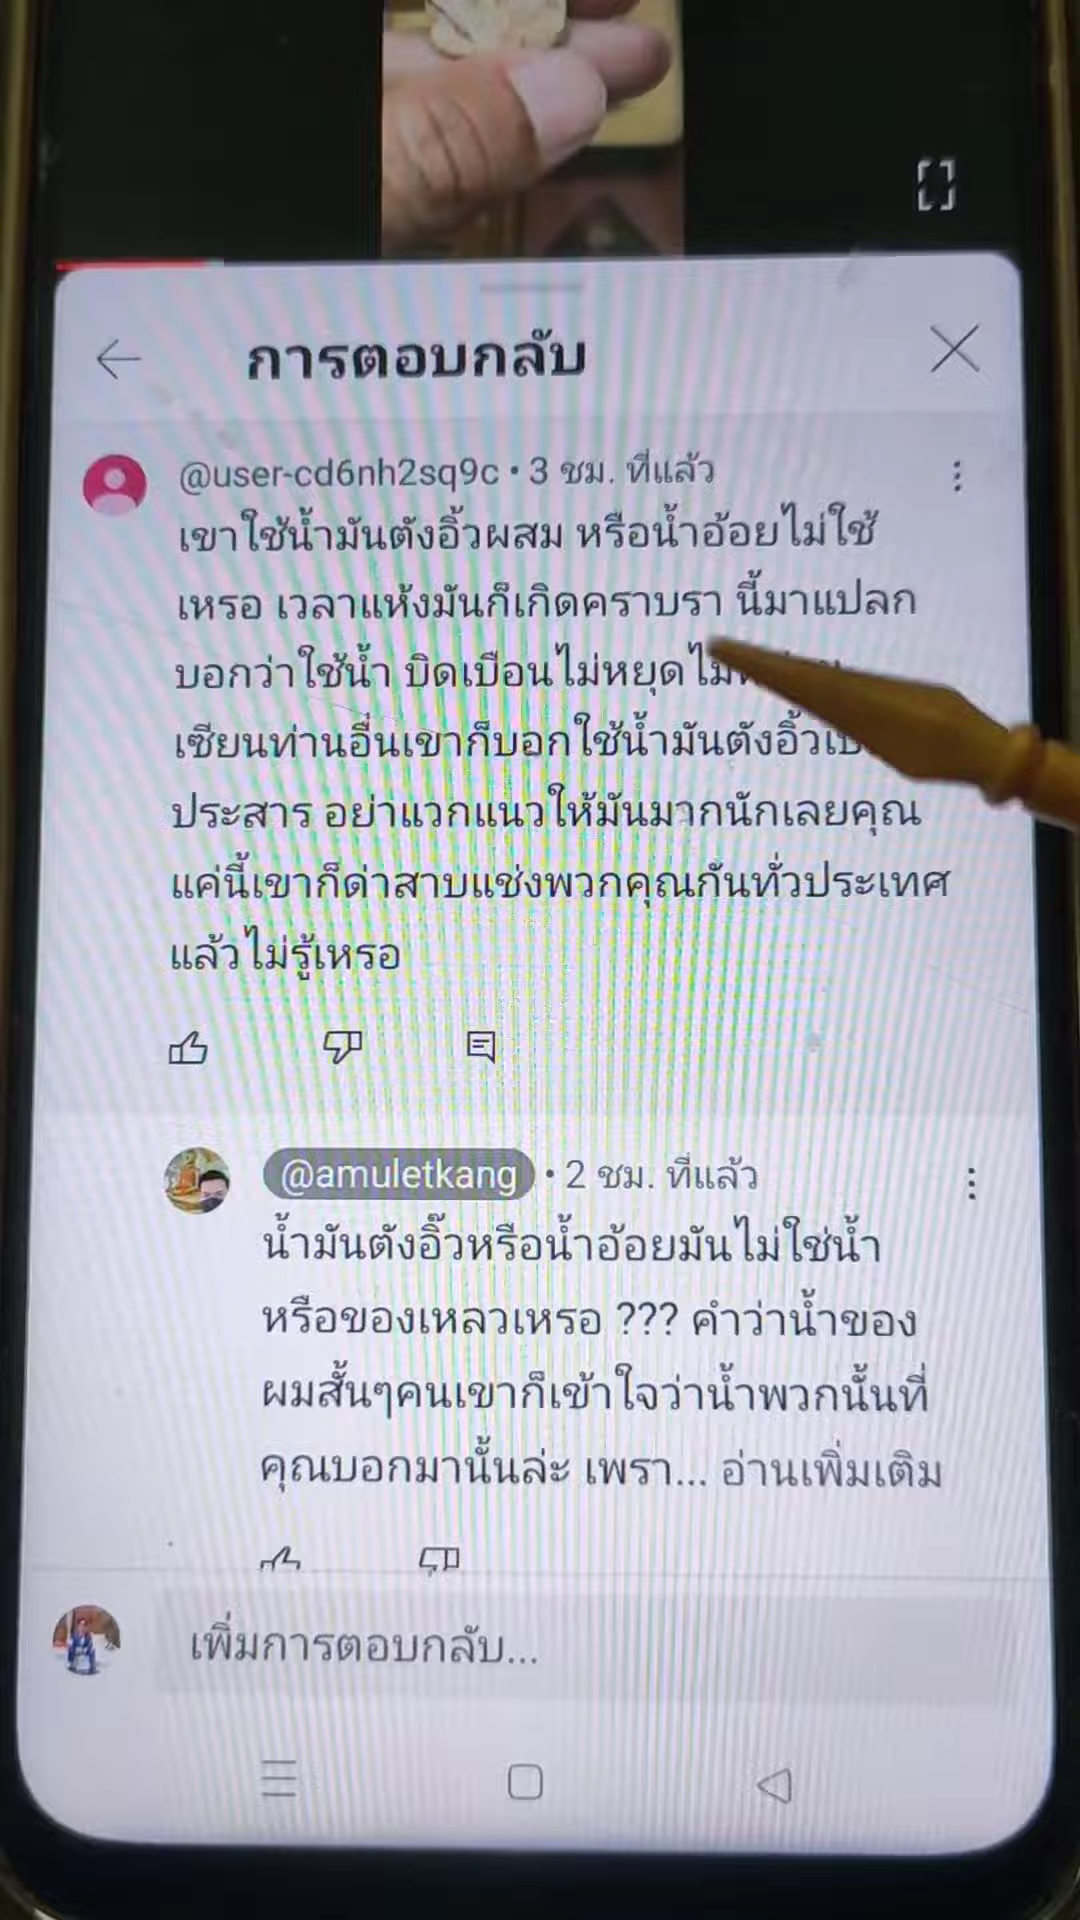 การตอบกลับ
@user-cd6nh2sq9c • 3 ชม. ที่แล้ว
เขาใช้น้ำมันตังอิ้วผสม หรือน้ำอ้อยไม่ใช้
เหรอ เวลาแห้งมันก็เกิดคราบรา นี้มาแปลก
บอกว่าใช้น้ำ บิดเบือนไม่หยุด
เซียนท่านอื่นเขาก็บอกใช้น้ำมันตังอิ้ว
ประสาร อย่าแวกแนวให้มันมากนักเลยคุณ
แค่นี้เขาก็ด่าสาบแช่งพวกคุณกันทั่วประเทศ
แล้วไม่รู้เหรอ
@amuletkang • 2 ชม. ที่แล้ว
น้ำมันตังอิ๊วหรือน้ำอ้อยมันไม่ใช่น้ำ
หรือของเหลวเหรอ ??? คำว่าน้ำของ
ผมสั้นๆคนเขาก็เข้าใจว่าน้ำพวกนั้นที่
คุณบอกมานั้นล่ะ เพรา... อ่านเพิ่มเติม
เพิ่มการตอบกลับ...